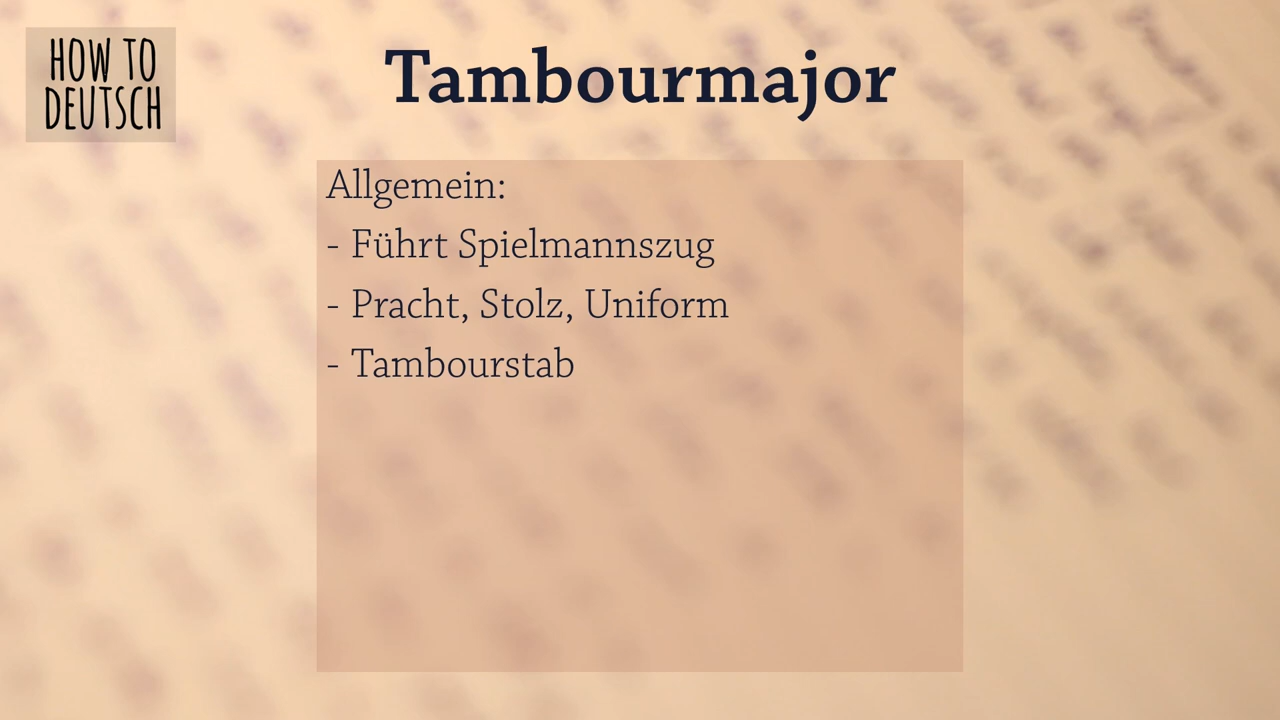 HOW TO
DEUTSCH
Tambourmajor
Allgemein:
- Führt Spielmannszug
- Pracht, Stolz, Uniform
- Tambourstab